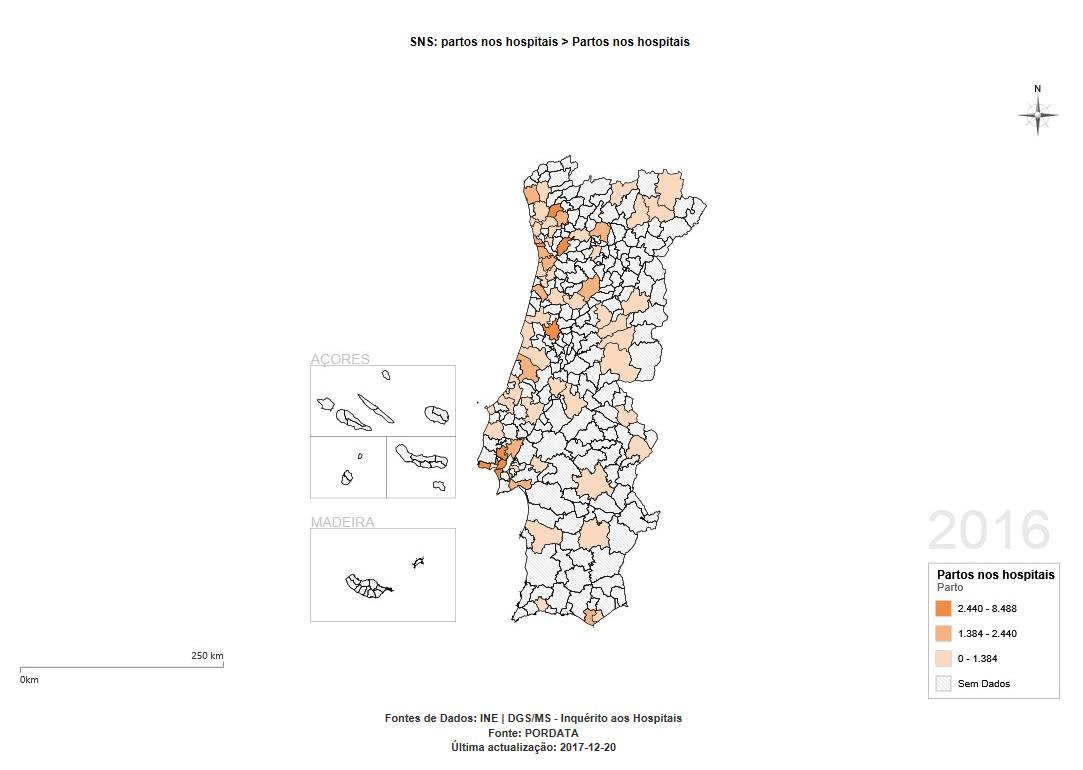 SNS: partos nos hospitais > Partos nos hospitais
N
AÇORES
MADEIRA
2016
Partos nos hospitais
Parto
2.440 - 8.488
1.384 - 2.440
0 - 1.384
Sem Dados
250 km
0km
Fontes de Dados: INE | DGS/MS - Inquérito aos Hospitais
Fonte: PORDATA
Última actualização: 2017-12-20